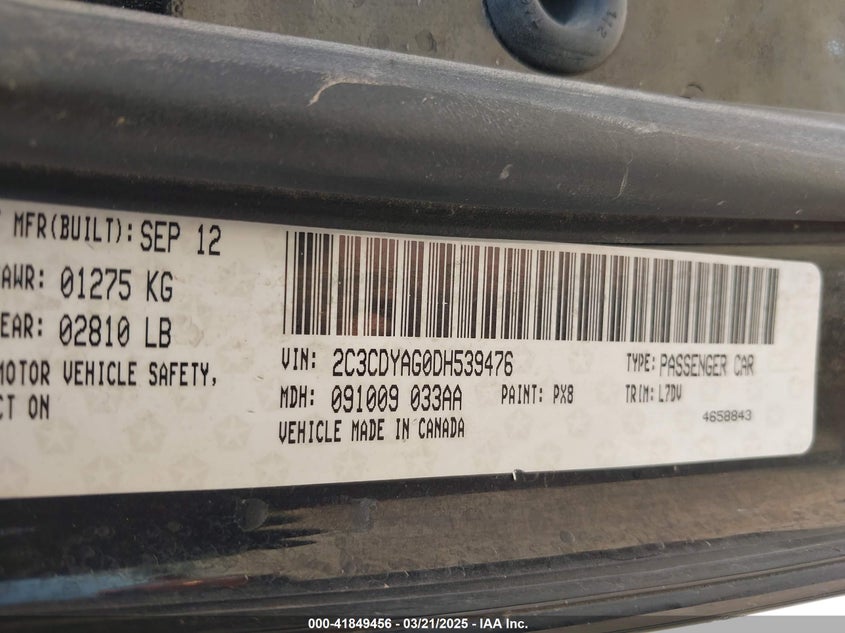 MFR(BUILT): SEP 12
AWR: 01275 KG
EAR: 02810 LB
MOTOR VEHICLE SAFETY,
CT ON
VIN: 2C3CDYAG0DH539476
TYPE: PASSENGER CAR
MDH: 091009 033AA
PAINT: PX8
TRIM: L7DV
VEHICLE MADE IN CANADA
4658843
000-41849456 - 03/21/2025 - IAA Inc.